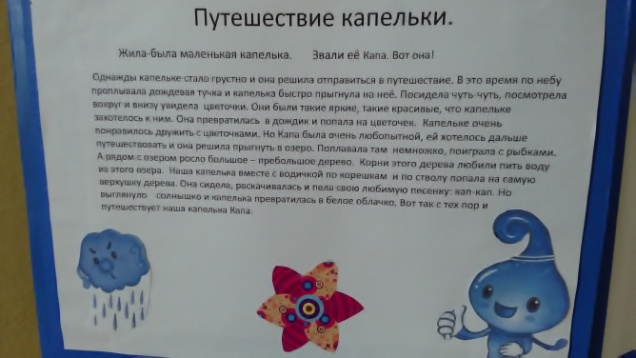 Путешествие капельки.
Жила-была маленькая капелька. Звали её Капа. Вот она!
Однажды капельке стало грустно и она решила отправиться в путешествие. В это время по небу
проплывала дождевая тучка и капелька быстро прыгнула на неё. Посидела чуть-чуть, посмотрела
вокруг и внизу увидела цветочки. Они были такие яркие, такие красивые, что капельке
захотелось к ним. Она превратилась в дождик и попала на цветочек. Капельке очень
понравилось дружить с цветочками. Но Капа была очень любопытной, ей хотелось дальше
путешествовать и она решила прыгнуть в озеро. Поплавала там немножко, поиграла с рыбками.
А рядом с озером росло большое – пребольшое дерево. Корни этого дерева любили пить воду
из этого озера. Наша капелька вместе с водичкой по корешкам и по стволу попала на самую
верхушку дерева. Она сидела, раскачивалась и пела свою любимую песенку: кап-кап. Но
выглянуло солнышко и капелька превратилась в белое облачко. Вот так с тех пор и
путешествует наша капелька Капа.